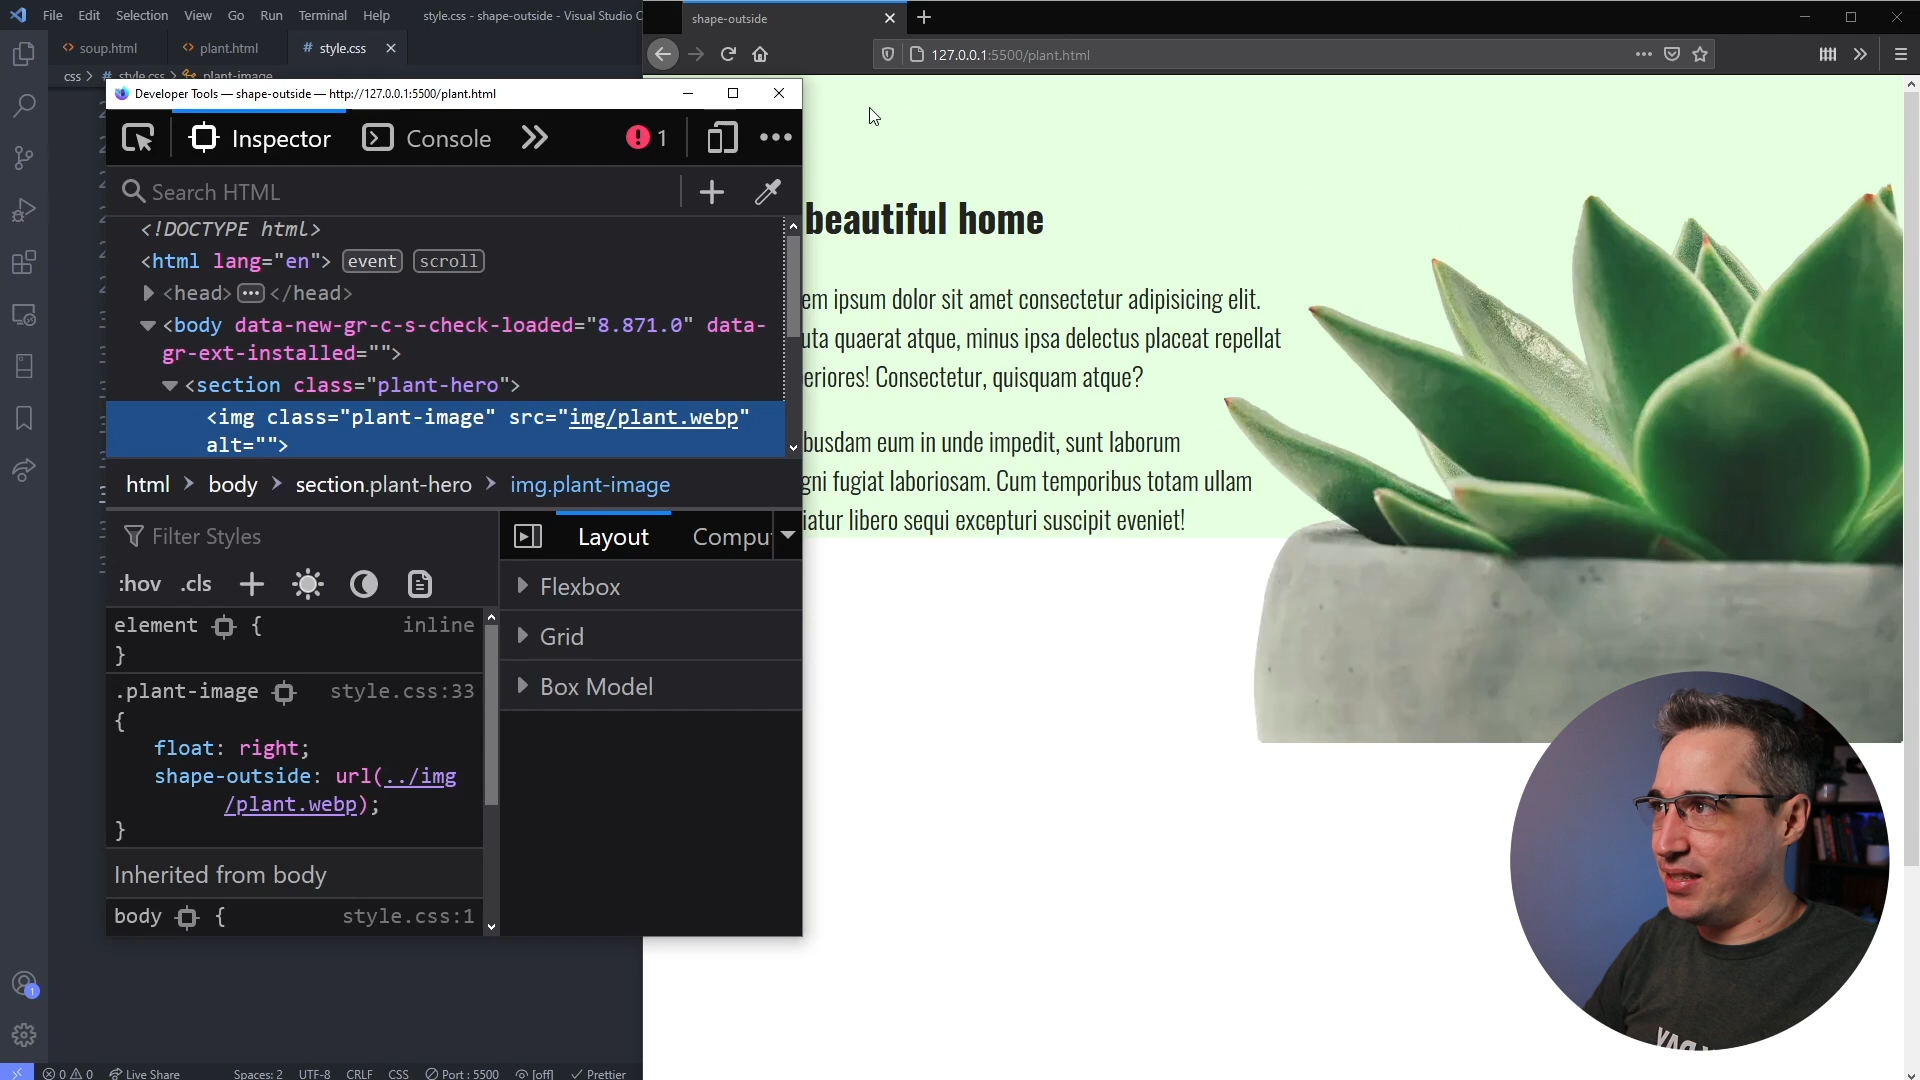 File Edit Selection View Go Run Terminal Help style.css - shape-outside - Visual Studio C
soup.html plant.html # style.css
css > # style.css > plant-image
shape-outside
127.0.0.1:5500/plant.html
Developer Tools — shape-outside — http://127.0.0.1:5500/plant.html
Inspector Console 1
Search HTML
<!DOCTYPE html>
<html lang="en"> event scroll
<head> ••• </head>
<body data-new-gr-c-s-check-loaded="8.871.0" data-
gr-ext-installed="">
<section class="plant-hero">
<img class="plant-image" src="img/plant.webp"
alt="">
html > body > section.plant-hero > img.plant-image
Filter Styles
:hov .cls +
element { inline
}
.plant-image style.css:33
{
float: right;
shape-outside: url(../img
/plant.webp);
}
Inherited from body
body { style.css:1
Layout Compu
Flexbox
Grid
Box Model
beautiful home
em ipsum dolor sit amet consectetur adipisicing elit.
uta quaerat atque, minus ipsa delectus placeat repellat
eriores! Consectetur, quisquam atque?
busdam eum in unde impedit, sunt laborum
gni fugiat laboriosam. Cum temporibus totam ullam
iatur libero sequi excepturi suscipit eveniet!
1
0 0 Live Share Spaces: 2 UTF-8 CRLF CSS Port : 5500 [off] Prettier